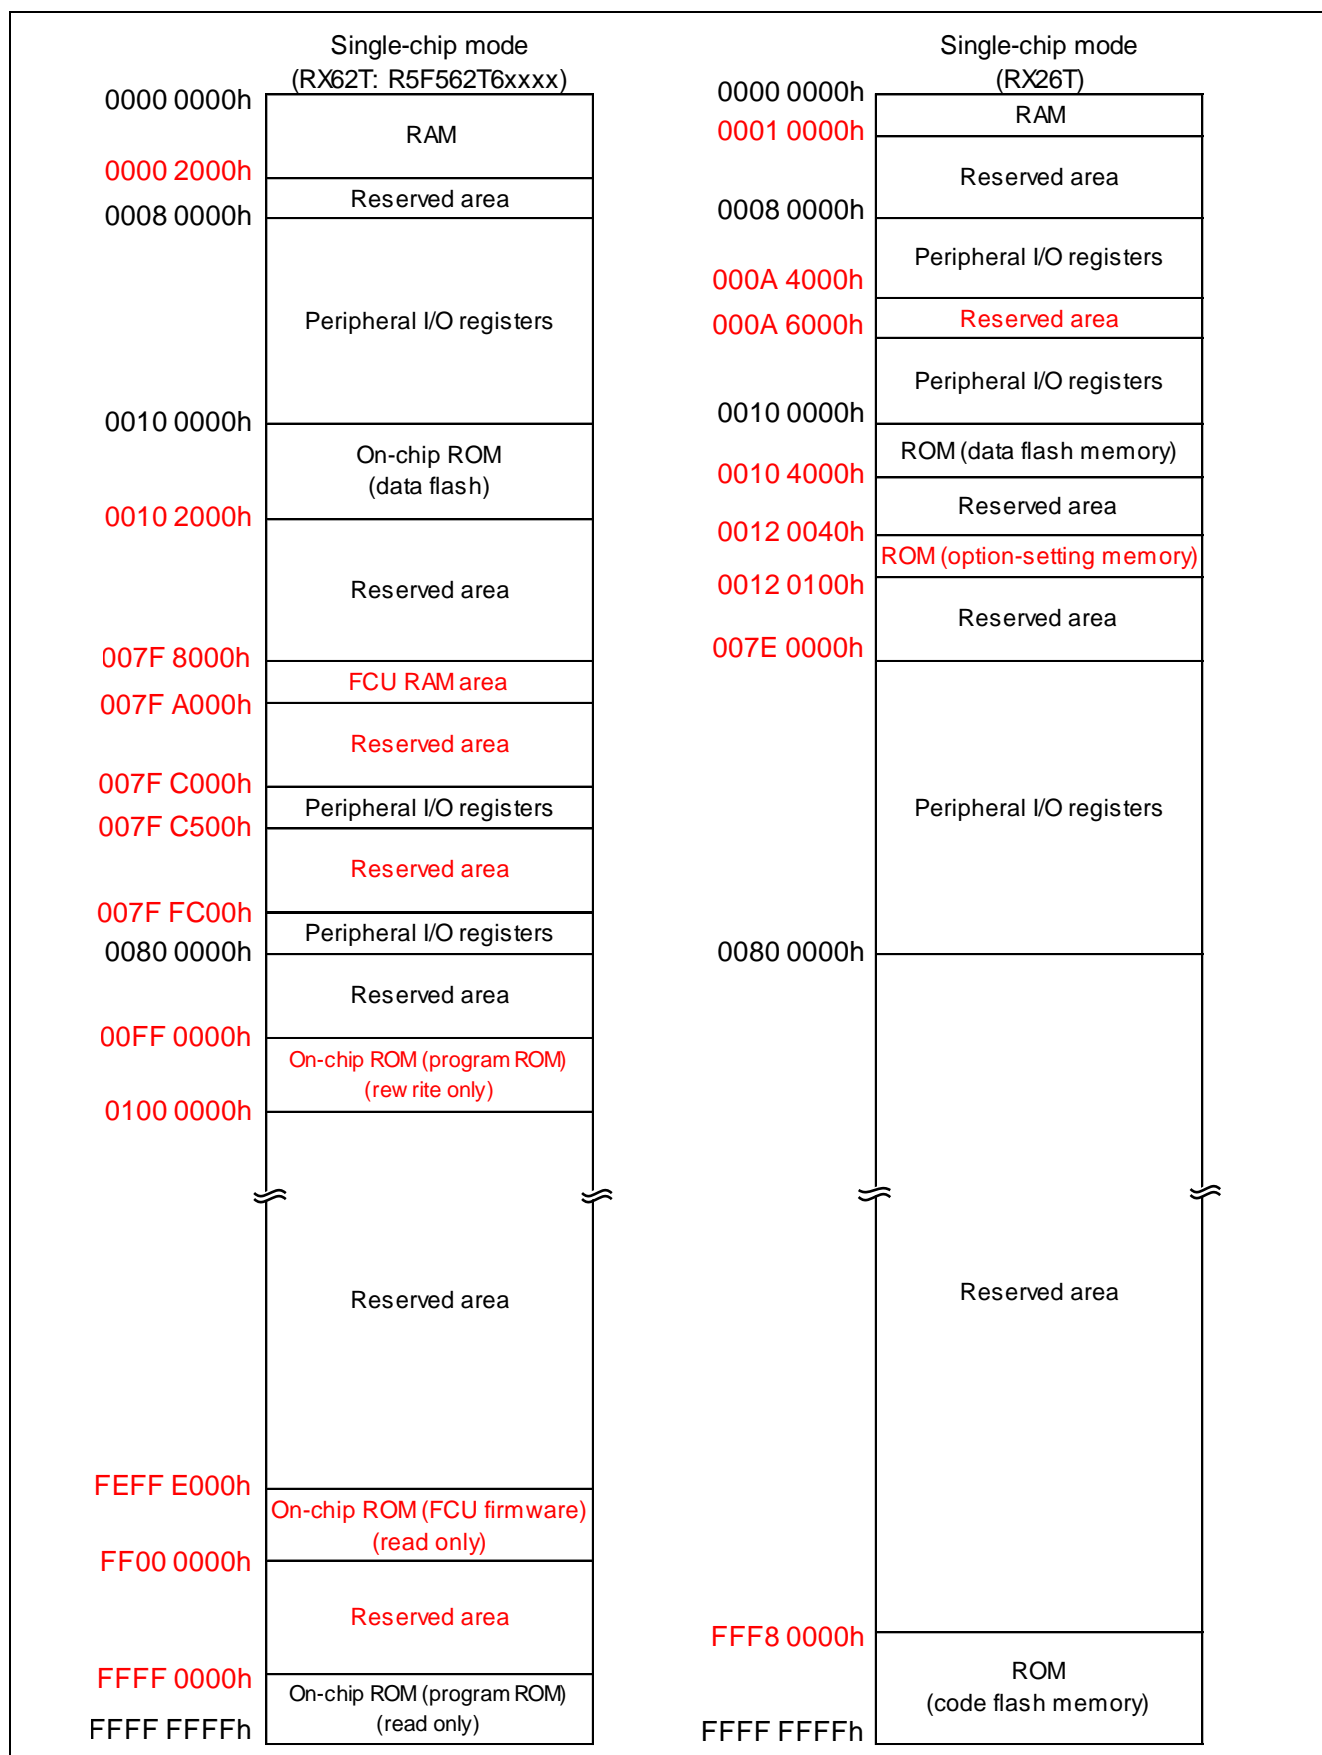 Single-chip mode
(RX62T: R5F562T6xxxx)
0000 0000h
RAM
0000 2000h
Reserved area
0008 0000h
Peripheral I/O registers
0010 0000h
On-chip ROM
(data flash)
0010 2000h
Reserved area
007F 8000h
FCU RAM area
007F A000h
Reserved area
007F C000h
Peripheral I/O registers
007F C500h
Reserved area
007F FC00h
Peripheral I/O registers
0080 0000h
Reserved area
00FF 0000h
On-chip ROM (program ROM)
(rew rite only)
0100 0000h
Reserved area
FEFF E000h
On-chip ROM (FCU firmware)
(read only)
FF00 0000h
Reserved area
FFFF 0000h
On-chip ROM (program ROM)
(read only)
FFFF FFFFh
Single-chip mode
(RX26T)
0000 0000h
RAM
0001 0000h
Reserved area
0008 0000h
Peripheral I/O registers
000A 4000h
Reserved area
000A 6000h
Peripheral I/O registers
0010 0000h
ROM (data flash memory)
0010 4000h
Reserved area
0012 0040h
ROM (option-setting memory)
0012 0100h
Reserved area
007E 0000h
Peripheral I/O registers
0080 0000h
Reserved area
FFF8 0000h
ROM
(code flash memory)
FFFF FFFFh